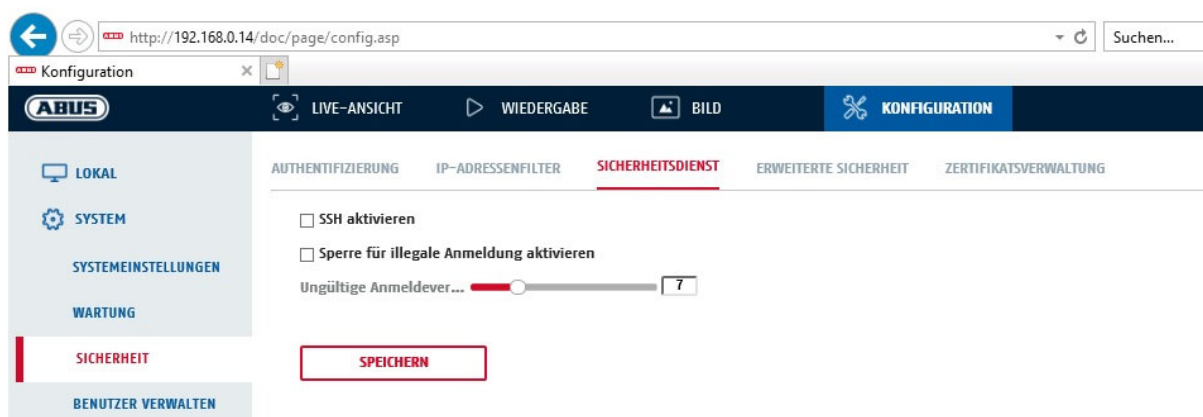 http://192.168.0.14/doc/page/config.asp
Suchen...
Konfiguration
ABUS
LIVE-ANSICHT
WIEDERGABE
BILD
KONFIGURATION
LOKAL
SYSTEM
SYSTEMEINSTELLUNGEN
WARTUNG
SICHERHEIT
BENUTZER VERWALTEN
AUTHENTIFIZIERUNG
IP-ADRESSENFILTER
SICHERHEITSDIENST
ERWEITERTE SICHERHEIT
ZERTIFIKATSVERWALTUNG
SSH aktivieren
Sperre für illegale Anmeldung aktivieren
Ungültige Anmeldever... 7
SPEICHERN